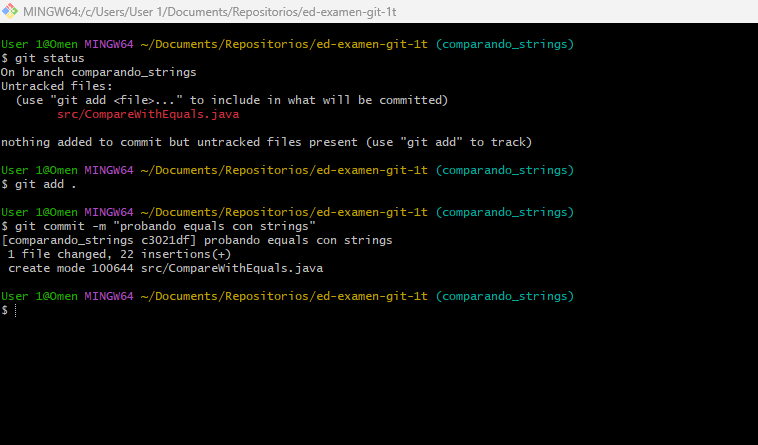 MINGW64:/c/Users/User 1/Documents/Repositorios/ed-examen-git-1t
User 1@Omen MINGW64 ~/Documents/Repositorios/ed-examen-git-1t (comparando_strings)
$ git status
On branch comparando_strings
Untracked files:
  (use "git add <file>..." to include in what will be committed)
        src/CompareWithEquals.java
nothing added to commit but untracked files present (use "git add" to track)
User 1@Omen MINGW64 ~/Documents/Repositorios/ed-examen-git-1t (comparando_strings)
$ git add .
User 1@Omen MINGW64 ~/Documents/Repositorios/ed-examen-git-1t (comparando_strings)
$ git commit -m "probando equals con strings"
[comparando_strings c3021df] probando equals con strings
 1 file changed, 22 insertions(+)
 create mode 100644 src/CompareWithEquals.java
User 1@Omen MINGW64 ~/Documents/Repositorios/ed-examen-git-1t (comparando_strings)
$